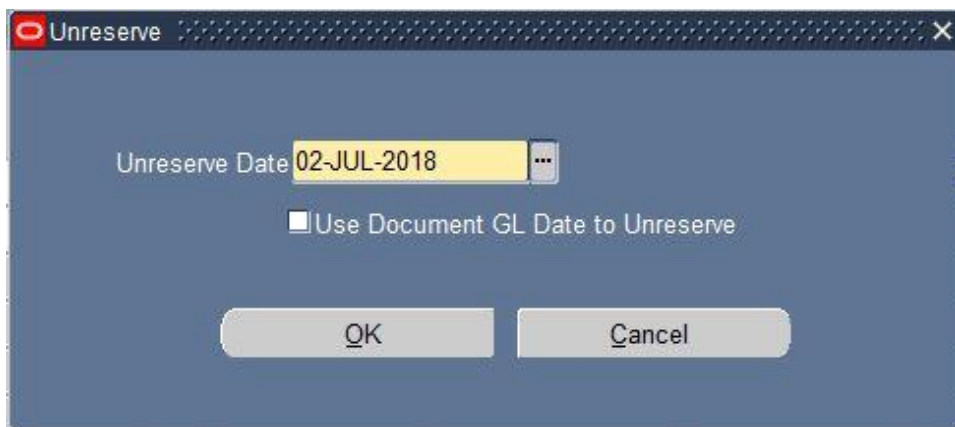 Unreserve
Unreserve Date 02-JUL-2018 ...
Use Document GL Date to Unreserve
OK Cancel